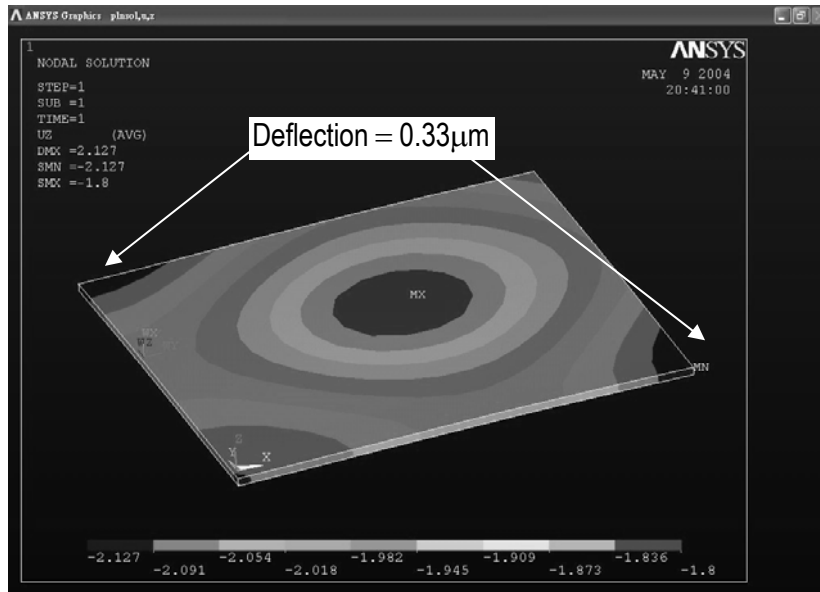 ANSYS Graphics plnsol,u,z
1
ANSYS
NODAL SOLUTION
MAY 9 2004
STEP=1
20:41:00
SUB =1
TIME=1
UZ (AVG)
DMX =2.127
SMN =-2.127
SMX =-1.8
Deflection = 0.33μm
MX
MN
X
-2.127 -2.054 -1.982 -1.909 -1.836
-2.091 -2.018 -1.945 -1.873 -1.8